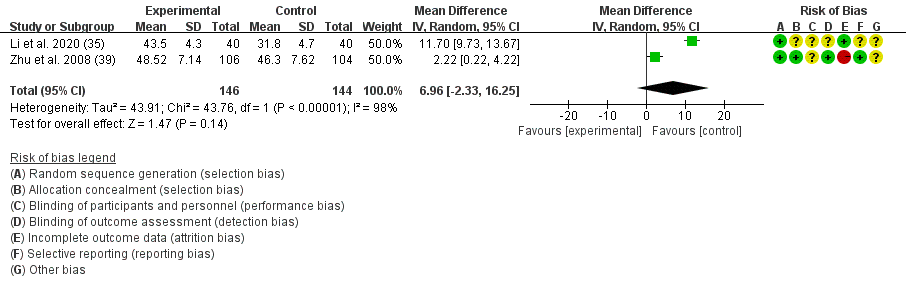 Experimental Control Mean Difference Mean Difference Risk of Bias
Study or Subgroup Mean SD Total Mean SD Total Weight IV, Random, 95% CI IV, Random, 95% CI A B C D E F G
Li et al. 2020 (35) 43.5 4.3 40 31.8 4.7 40 50.0% 11.70 [9.73, 13.67] + ? ? ? + ? ?
Zhu et al. 2008 (39) 48.52 7.14 106 46.3 7.62 104 50.0% 2.22 [0.22, 4.22] + + ? + − + ?
Total (95% CI) 146 144 100.0% 6.96 [-2.33, 16.25]
Heterogeneity: Tau² = 43.91; Chi² = 43.76, df = 1 (P < 0.00001); I² = 98%
Test for overall effect: Z = 1.47 (P = 0.14)
-20 -10 0 10 20
Favours [experimental] Favours [control]
Risk of bias legend
(A) Random sequence generation (selection bias)
(B) Allocation concealment (selection bias)
(C) Blinding of participants and personnel (performance bias)
(D) Blinding of outcome assessment (detection bias)
(E) Incomplete outcome data (attrition bias)
(F) Selective reporting (reporting bias)
(G) Other bias